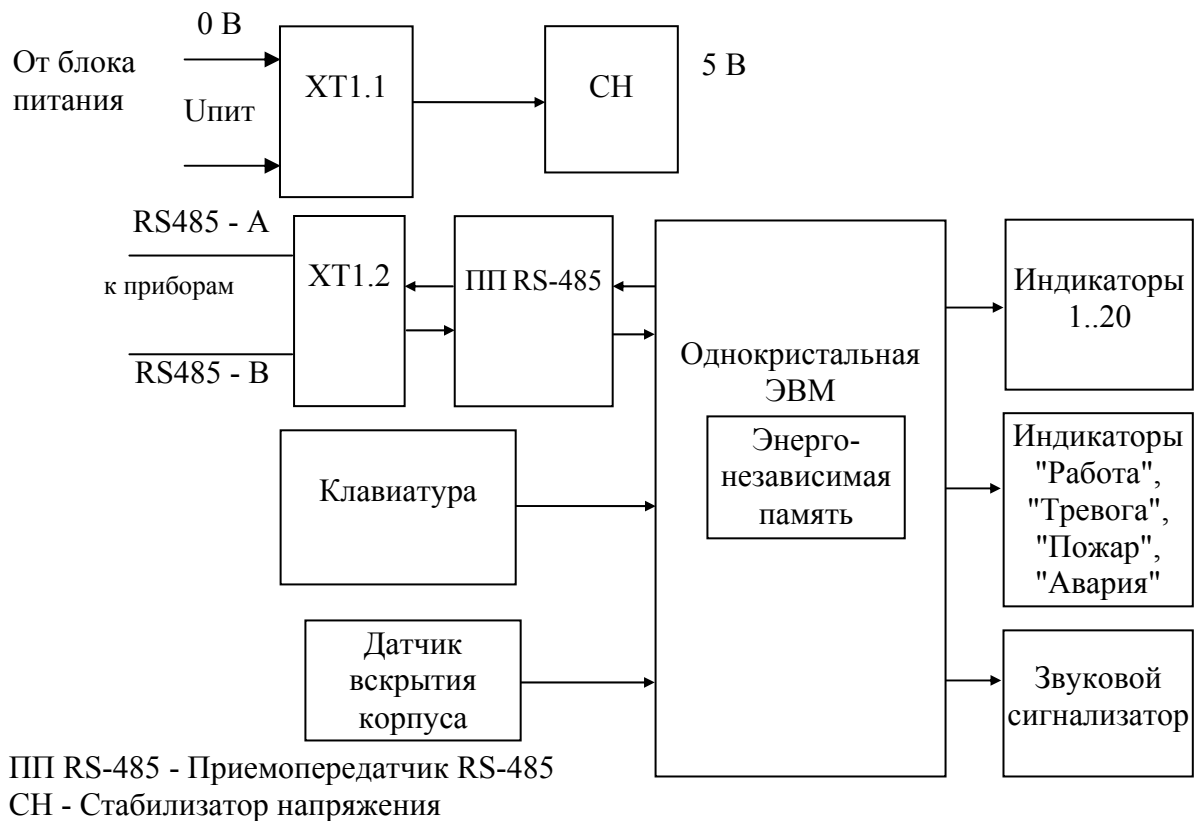 0 В
От блока
питания
Uпит
XT1.1
СН
5 В
RS485 - A
к приборам
RS485 - B
XT1.2
ПП RS-485
Однокристальная
ЭВМ
Энерго-
независимая
память
Индикаторы
1..20
Клавиатура
Индикаторы
"Работа",
"Тревога",
"Пожар",
"Авария"
Датчик
вскрытия
корпуса
Звуковой
сигнализатор
ПП RS-485 - Приемопередатчик RS-485
СН - Стабилизатор напряжения